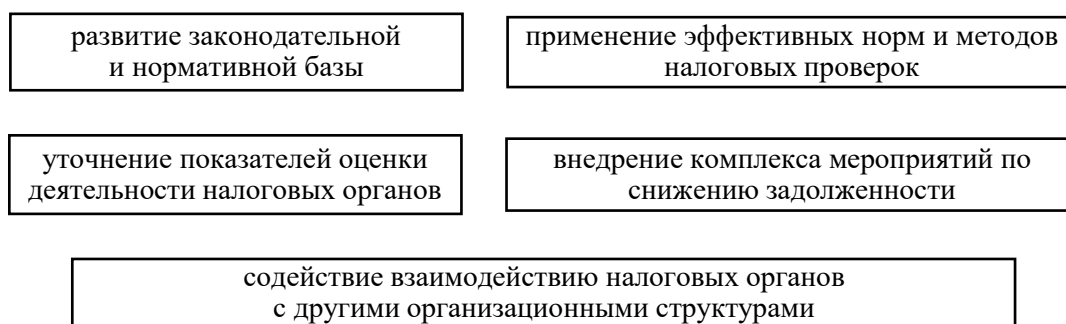 развитие законодательной
и нормативной базы
применение эффективных норм и методов
налоговых проверок
уточнение показателей оценки
деятельности налоговых органов
внедрение комплекса мероприятий по
снижению задолженности
содействие взаимодействию налоговых органов
с другими организационными структурами